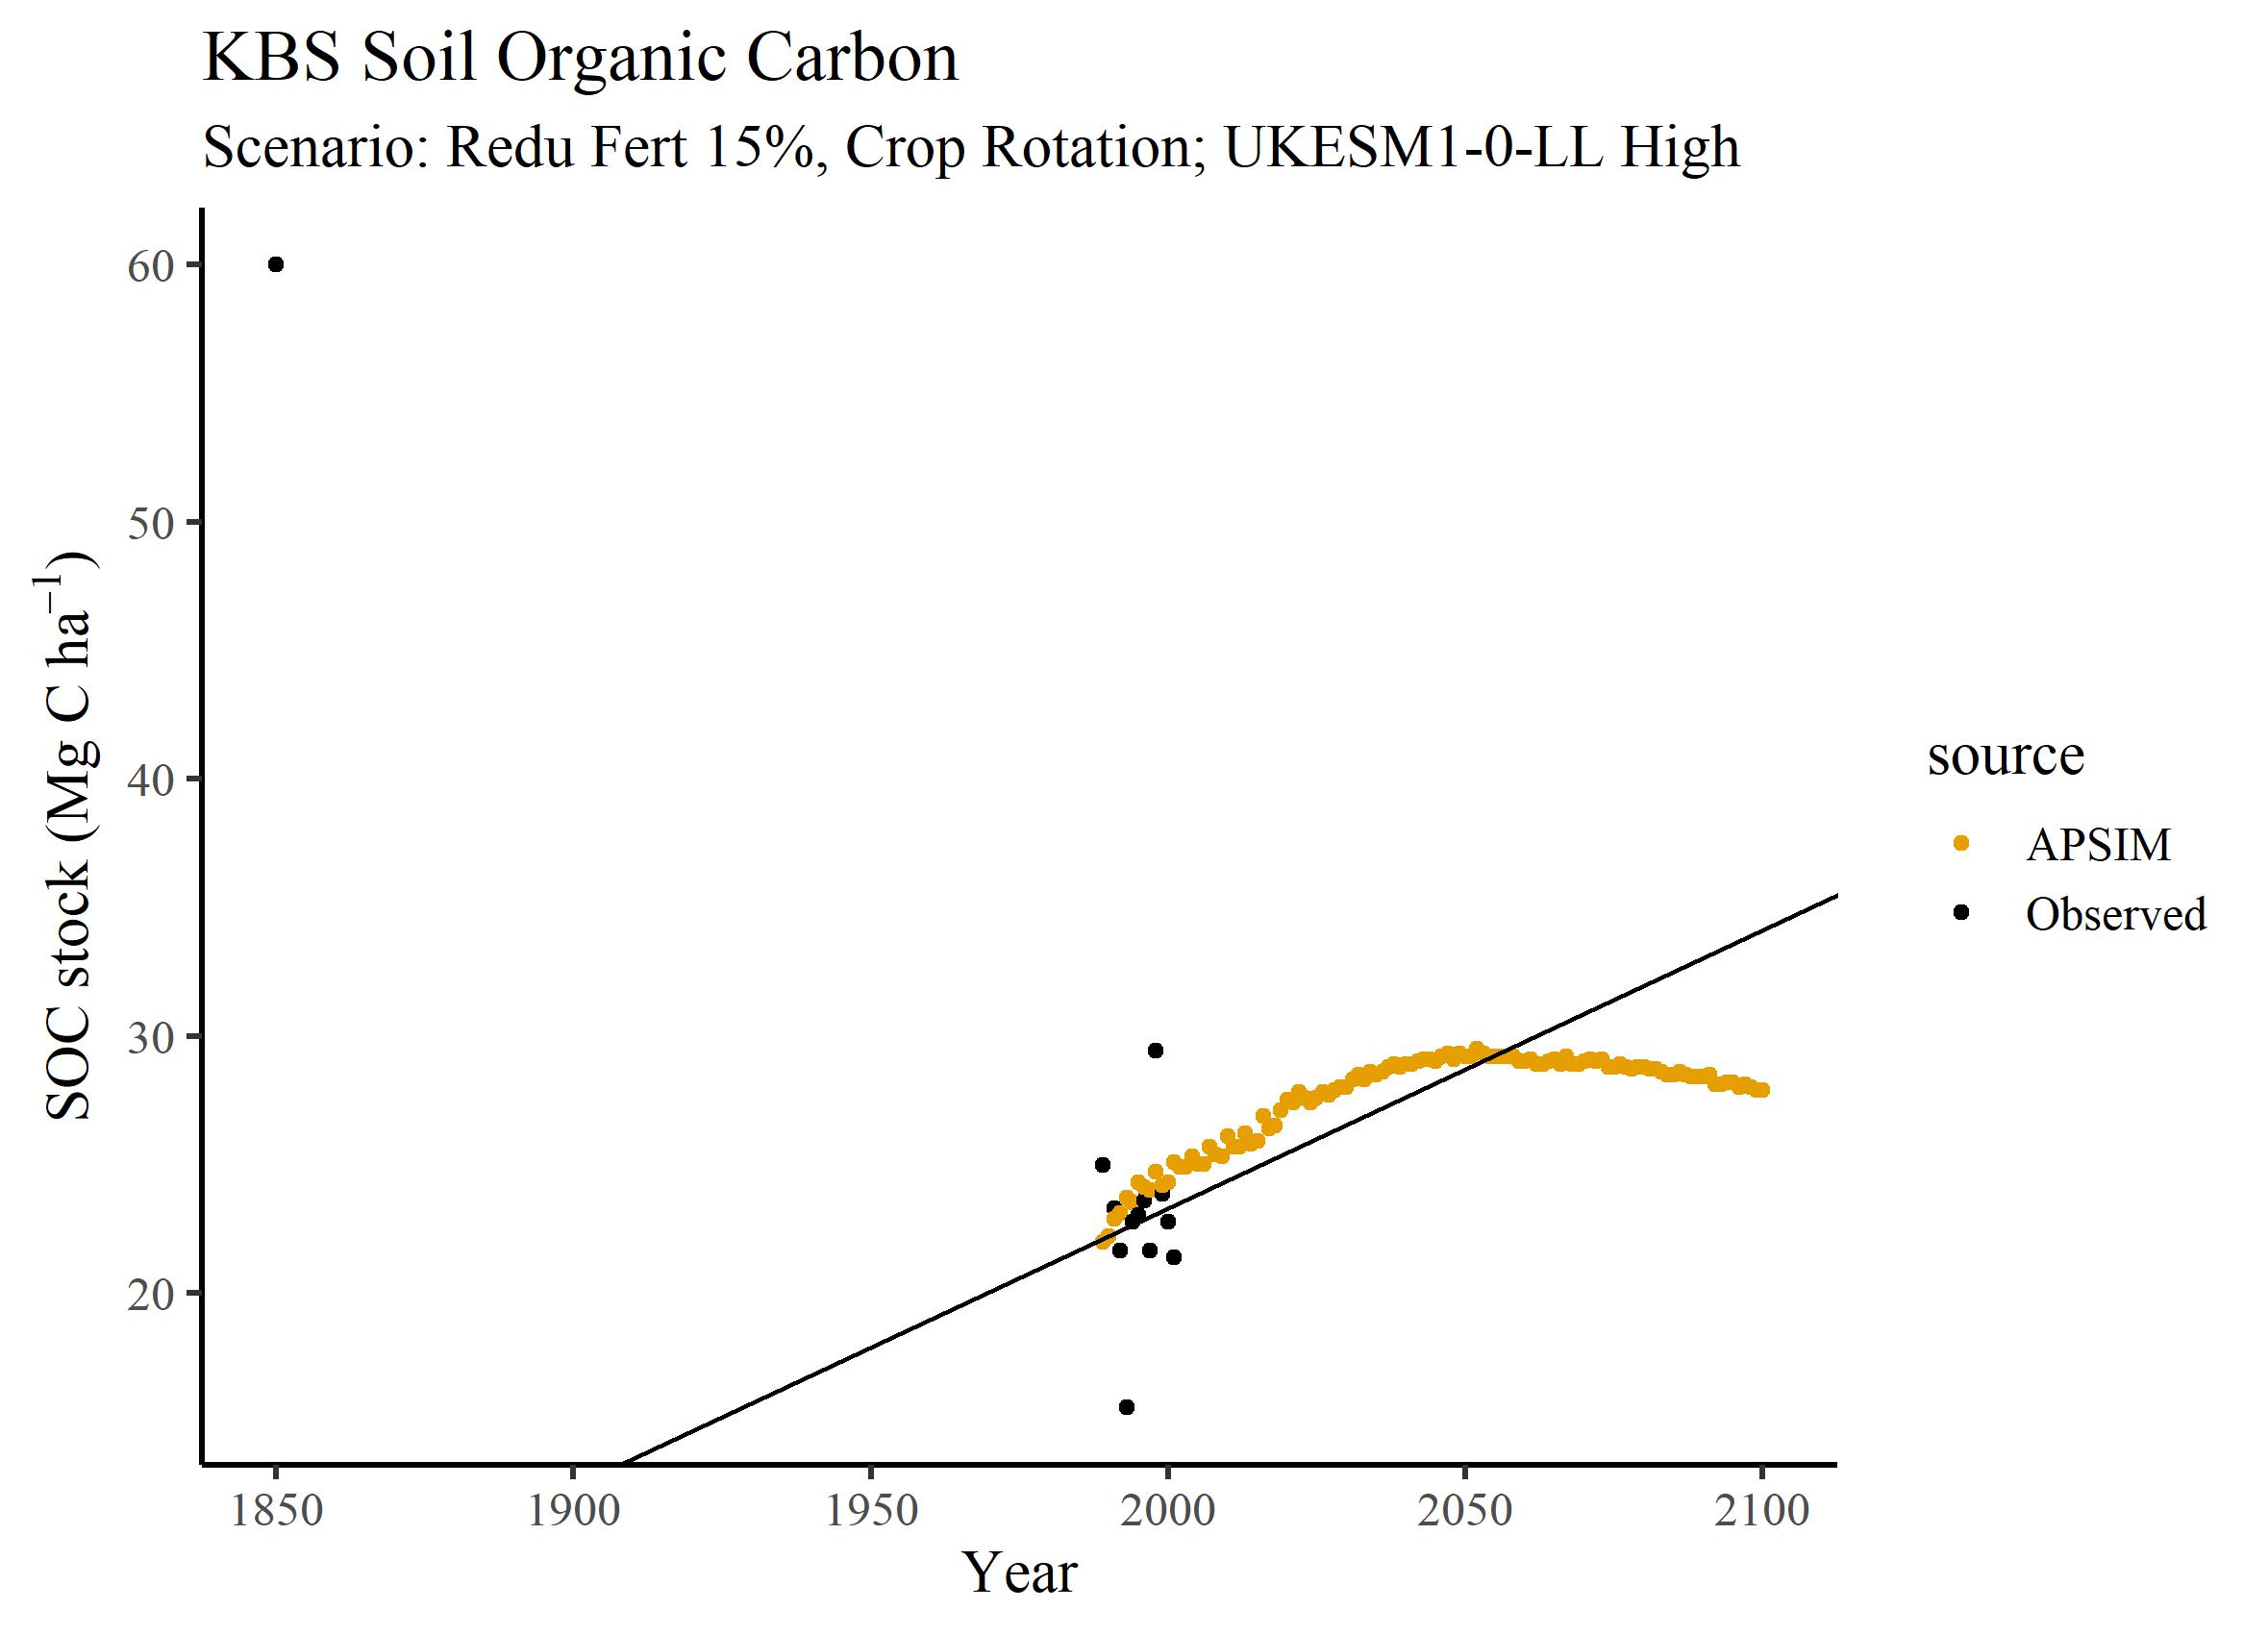 KBS Soil Organic Carbon
Scenario: Redu Fert 15%, Crop Rotation; UKESM1-0-LL High
SOC stock (Mg C ha⁻¹)
60
50
40
30
20
1850 1900 1950 2000 2050 2100
Year
source
APSIM
Observed